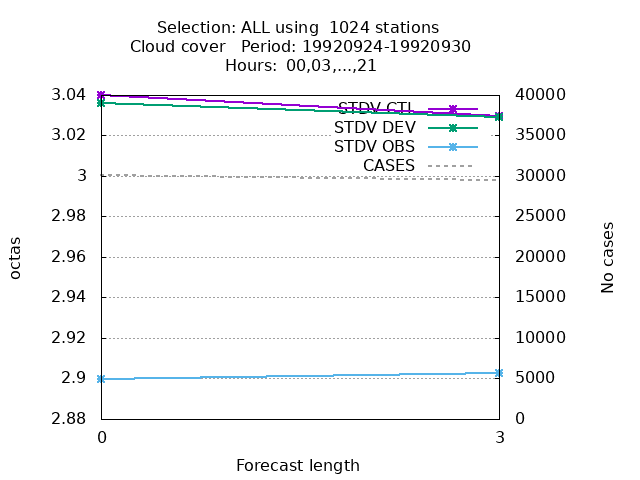 Selection: ALL using  1024 stations
Cloud cover   Period: 19920924-19920930
Hours:  00,03,...,21
3.04
3.02
3
2.98
2.96
2.94
2.92
2.9
2.88
octas
STDV CTL
STDV DEV
STDV OBS
CASES
40000
35000
30000
25000
20000
15000
10000
5000
0
No cases
0
3
Forecast length